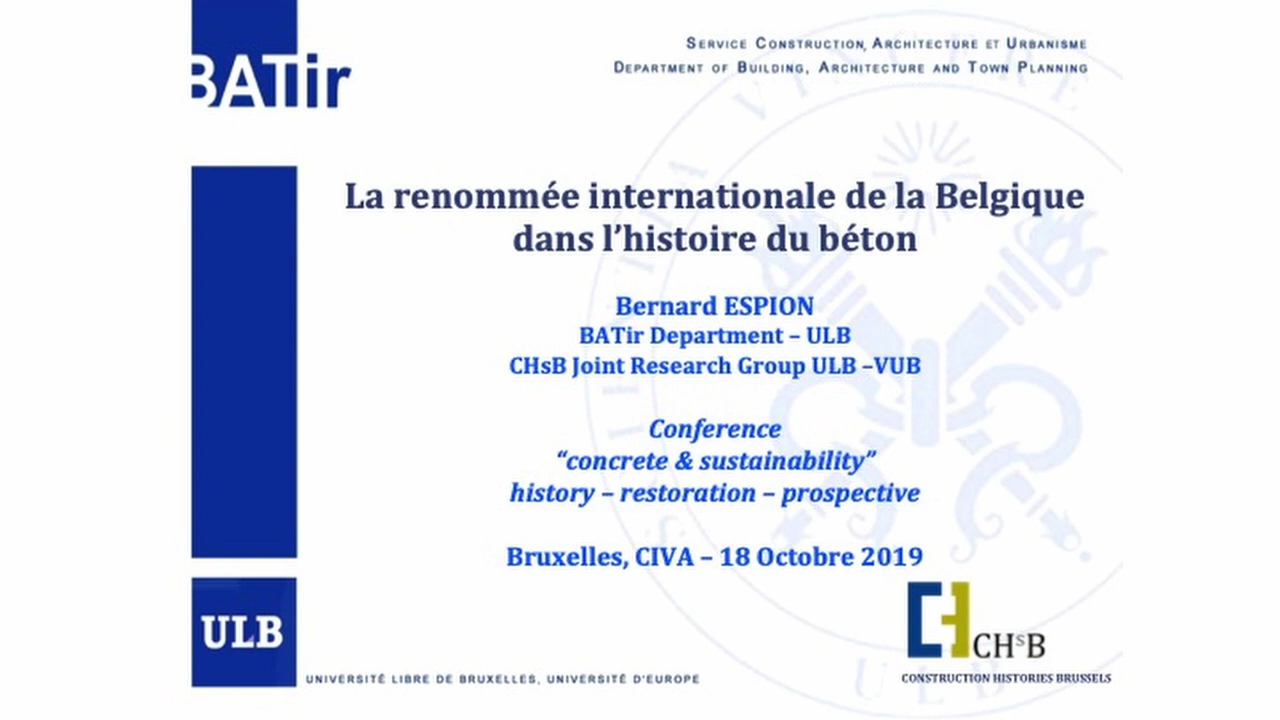 BATir
SERVICE CONSTRUCTION, ARCHITECTURE ET URBANISME
DEPARTMENT OF BUILDING, ARCHITECTURE AND TOWN PLANNING
La renommée internationale de la Belgique
dans l’histoire du béton
Bernard ESPION
BATir Department – ULB
CHsB Joint Research Group ULB –VUB
Conference
“concrete & sustainability”
history – restoration – prospective
Bruxelles, CIVA – 18 Octobre 2019
ULB
UNIVERSITÉ LIBRE DE BRUXELLES, UNIVERSITÉ D'EUROPE
CHsB
CONSTRUCTION HISTORIES BRUSSELS